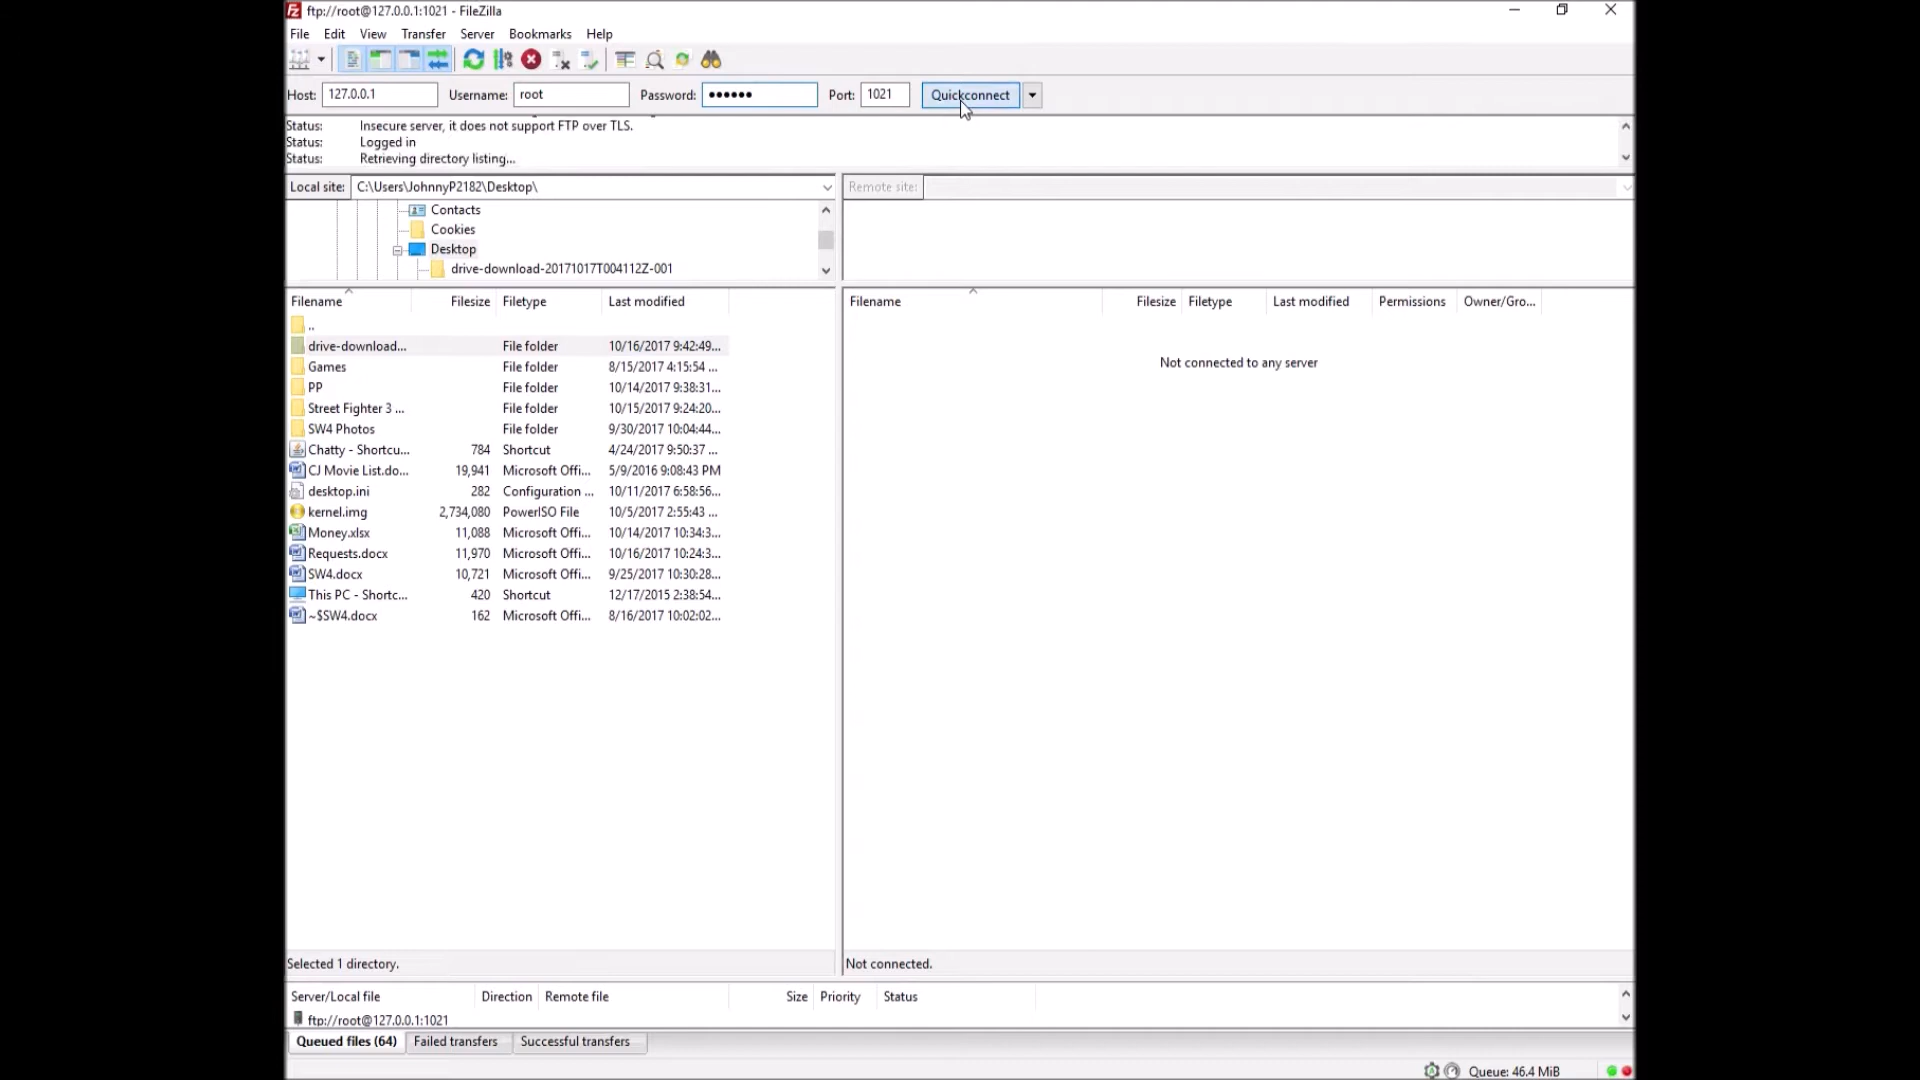 ftp://root@127.0.0.1:1021 - FileZilla
File Edit View Transfer Server Bookmarks Help
Host: 127.0.0.1 Username: root Password: •••••• Port: 1021 Quickconnect
Status: Insecure server, it does not support FTP over TLS.
Status: Logged in
Status: Retrieving directory listing...
Local site: C:\Users\JohnnyP2182\Desktop\ Remote site:
Contacts
Cookies
Desktop
drive-download-20171017T004112Z-001
Filename Filesize Filetype Last modified Filename Filesize Filetype Last modified Permissions Owner/Gro...
..
drive-download... File folder 10/16/2017 9:42:49...
Games File folder 8/15/2017 4:15:54 ...
Not connected to any server
PP File folder 10/14/2017 9:38:31...
Street Fighter 3 ... File folder 10/15/2017 9:24:20...
SW4 Photos File folder 9/30/2017 10:04:44...
Chatty - Shortcu... 784 Shortcut 4/24/2017 9:50:37 ...
CJ Movie List.do... 19,941 Microsoft Offi... 5/9/2016 9:08:43 PM
desktop.ini 282 Configuration ... 10/11/2017 6:58:56...
kernel.img 2,734,080 PowerISO File 10/5/2017 2:55:43 ...
Money.xlsx 11,088 Microsoft Offi... 10/14/2017 10:34:3...
Requests.docx 11,970 Microsoft Offi... 10/16/2017 10:24:3...
SW4.docx 10,721 Microsoft Offi... 9/25/2017 10:30:28...
This PC - Shortc... 420 Shortcut 12/17/2015 2:38:54...
~$SW4.docx 162 Microsoft Offi... 8/16/2017 10:02:02...
Selected 1 directory. Not connected.
Server/Local file Direction Remote file Size Priority Status
ftp://root@127.0.0.1:1021
Queued files (64) Failed transfers Successful transfers
Queue: 46.4 MiB